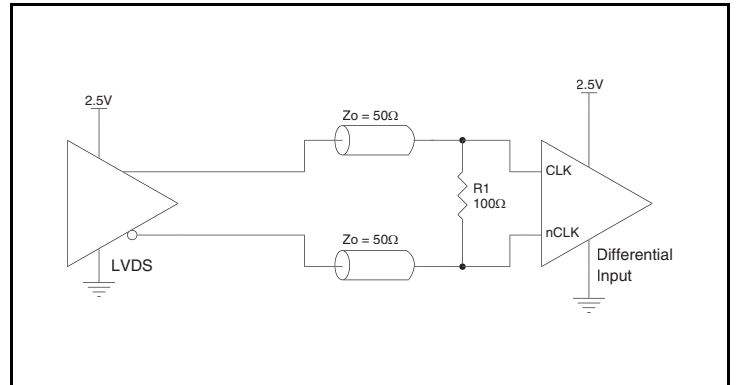 2.5V
2.5V
Zo = 50Ω
CLK
R1
100Ω
Zo = 50Ω
nCLK
LVDS
Differential
Input